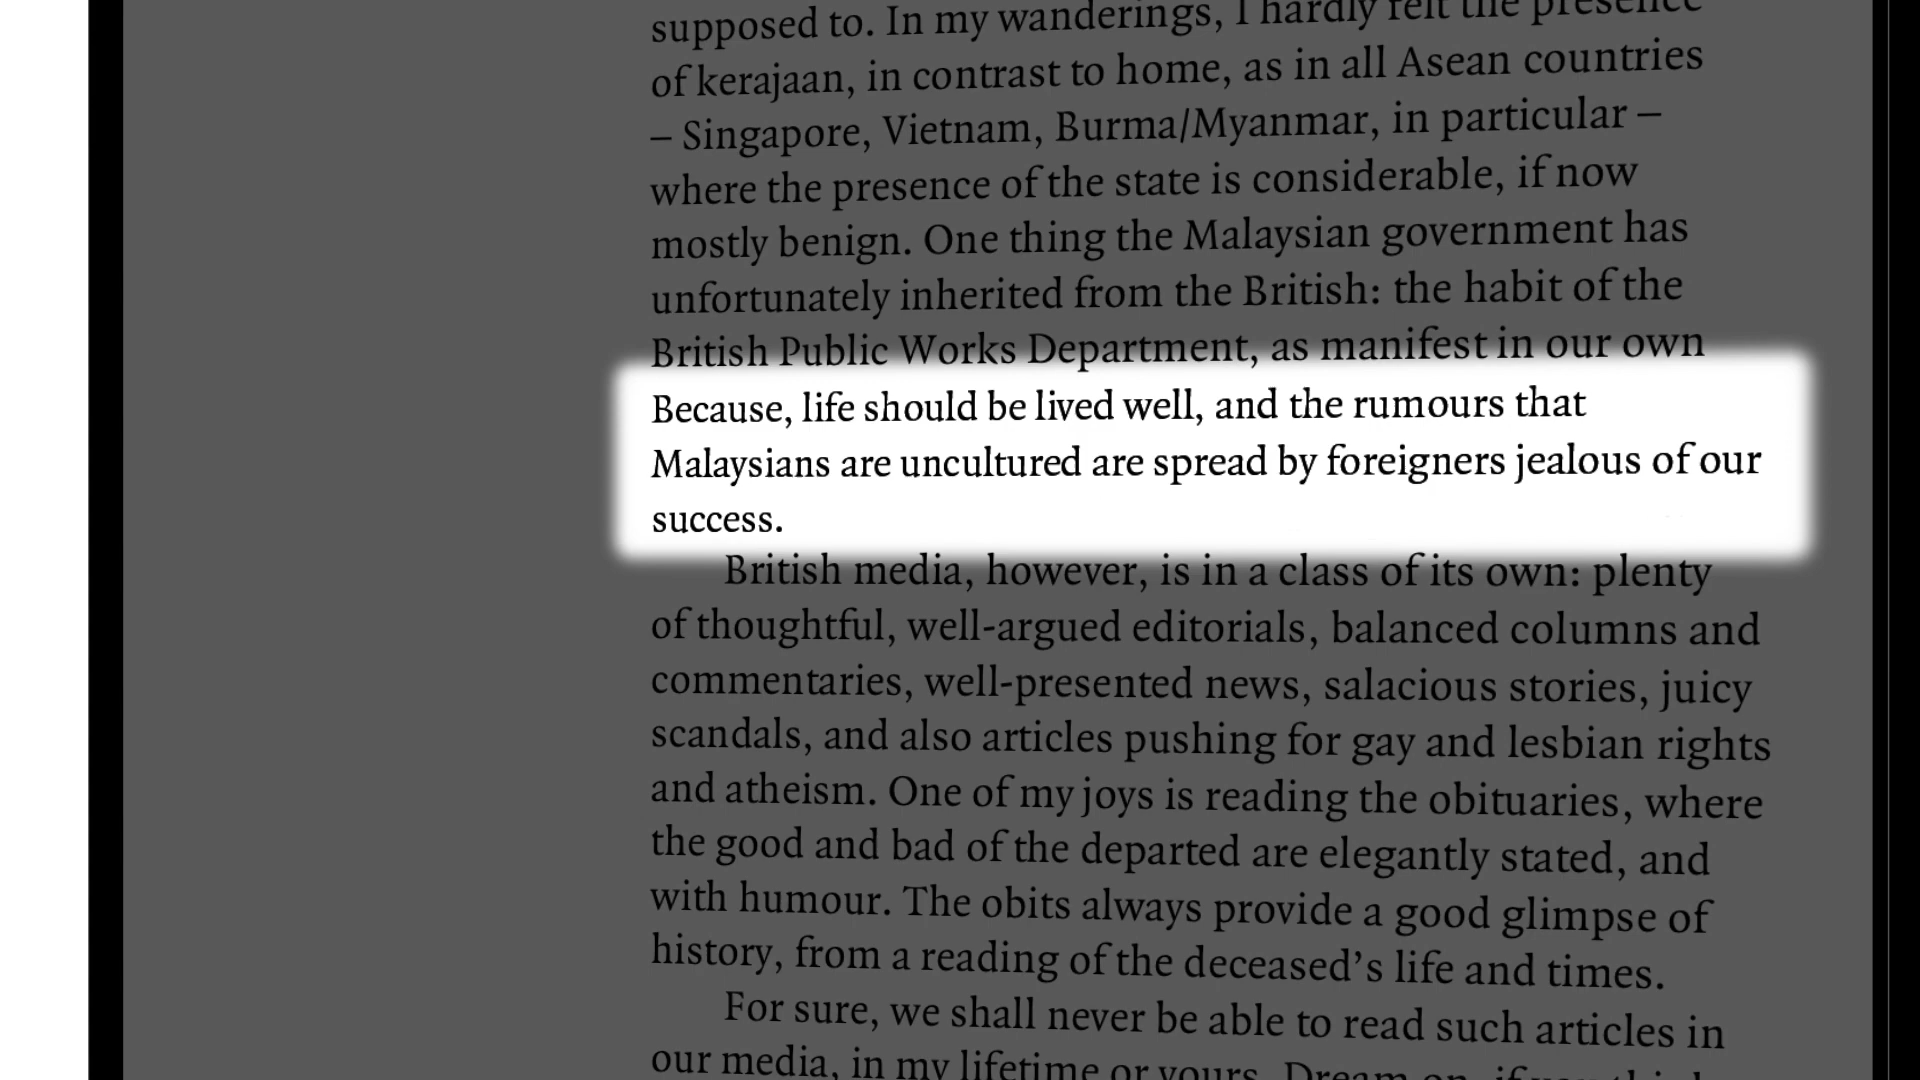 supposed to. In my wanderings, I hardly felt the presence
of kerajaan, in contrast to home, as in all Asean countries
– Singapore, Vietnam, Burma/Myanmar, in particular –
where the presence of the state is considerable, if now
mostly benign. One thing the Malaysian government has
unfortunately inherited from the British: the habit of the
British Public Works Department, as manifest in our own
Because, life should be lived well, and the rumours that
Malaysians are uncultured are spread by foreigners jealous of our
success.
British media, however, is in a class of its own: plenty
of thoughtful, well-argued editorials, balanced columns and
commentaries, well-presented news, salacious stories, juicy
scandals, and also articles pushing for gay and lesbian rights
and atheism. One of my joys is reading the obituaries, where
the good and bad of the departed are elegantly stated, and
with humour. The obits always provide a good glimpse of
history, from a reading of the deceased’s life and times.
For sure, we shall never be able to read such articles in
our media, in my lifetime or yours. Dream on, if you think